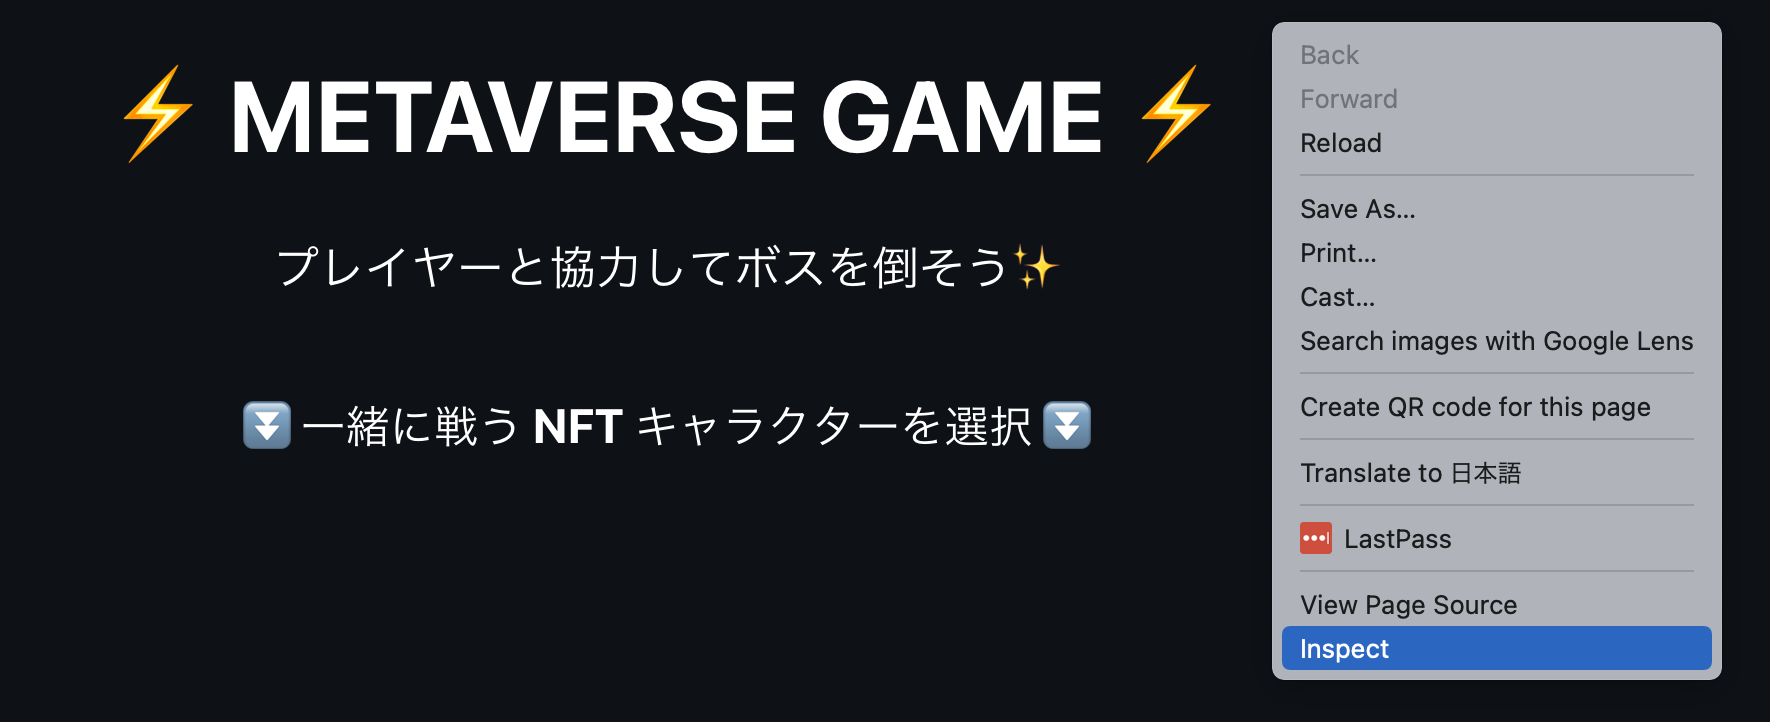 ⚡ METAVERSE GAME ⚡
プレイヤーと協力してボスを倒そう✨
⏬ 一緒に戦う NFT キャラクターを選択 ⏬
Back
Forward
Reload
Save As...
Print...
Cast...
Search images with Google Lens
Create QR code for this page
Translate to 日本語
LastPass
View Page Source
Inspect